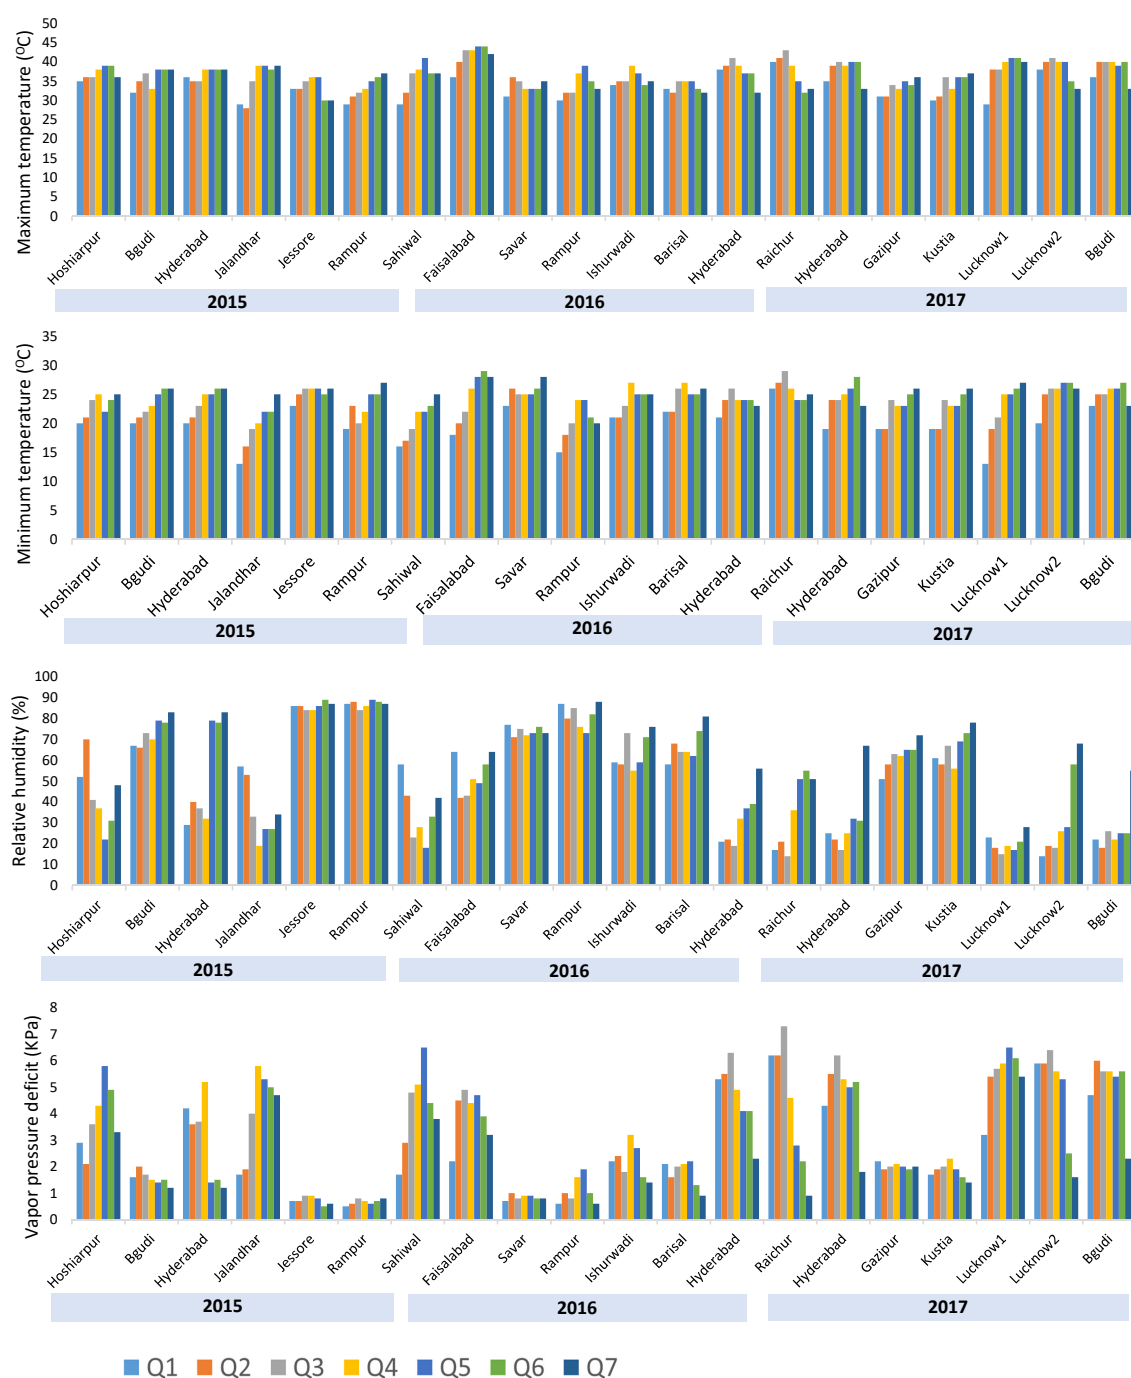 Maximum temperature (⁰C)
50
45
40
35
30
25
20
15
10
5
0
Hoshiarpur
Bgudi
Hyderabad
Jalandhar
Jessore
Rampur
Sahiwal
Faisalabad
Savar
Rampur
Ishurwadi
Barisal
Hyderabad
Raichur
Hyderabad
Gazipur
Kustia
Lucknow1
Lucknow2
Bgudi
2015
2016
2017
Minimum temperature (⁰C)
35
30
25
20
15
10
5
0
Hoshiarpur
Bgudi
Hyderabad
Jalandhar
Jessore
Rampur
Sahiwal
Faisalabad
Savar
Rampur
Ishurwadi
Barisal
Hyderabad
Raichur
Hyderabad
Gazipur
Kustia
Lucknow1
Lucknow2
Bgudi
2015
2016
2017
Relative humidity (%)
100
90
80
70
60
50
40
30
20
10
0
Hoshiarpur
Bgudi
Hyderabad
Jalandhar
Jessore
Rampur
Sahiwal
Faisalabad
Savar
Rampur
Ishurwadi
Barisal
Hyderabad
Raichur
Hyderabad
Gazipur
Kustia
Lucknow1
Lucknow2
Bgudi
2015
2016
2017
Vapor pressure deficit (KPa)
8
7
6
5
4
3
2
1
0
Hoshiarpur
Bgudi
Hyderabad
Jalandhar
Jessore
Rampur
Sahiwal
Faisalabad
Savar
Rampur
Ishurwadi
Barisal
Hyderabad
Raichur
Hyderabad
Gazipur
Kustia
Lucknow1
Lucknow2
Bgudi
2015
2016
2017
Q1 Q2 Q3 Q4 Q5 Q6 Q7